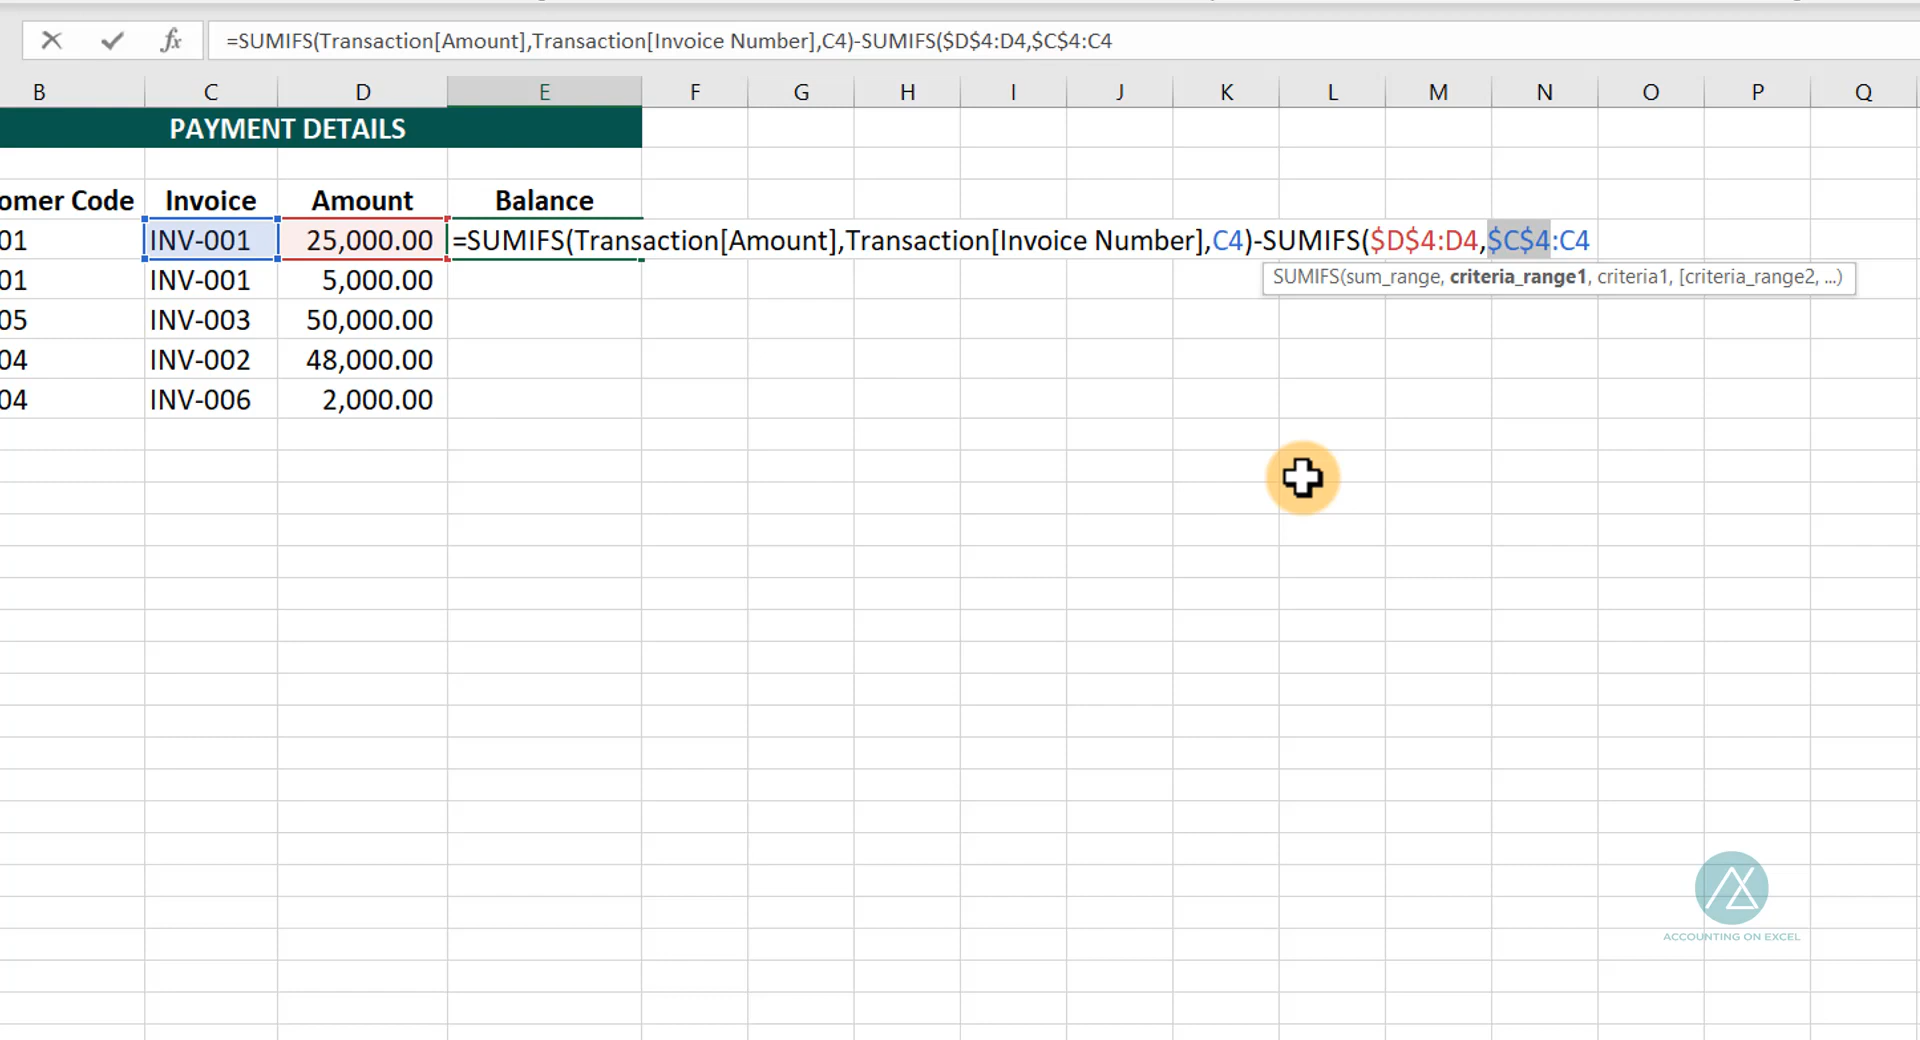 =SUMIFS(Transaction[Amount],Transaction[Invoice Number],C4)-SUMIFS($D$4:D4,$C$4:C4
B C D E F G H I J K L M N O P Q
PAYMENT DETAILS
omer Code Invoice Amount Balance
01 INV-001 25,000.00 =SUMIFS(Transaction[Amount],Transaction[Invoice Number],C4)-SUMIFS($D$4:D4,$C$4:C4
SUMIFS(sum_range, criteria_range1, criteria1, [criteria_range2, ...)
01 INV-001 5,000.00
05 INV-003 50,000.00
04 INV-002 48,000.00
04 INV-006 2,000.00
ACCOUNTING ON EXCEL